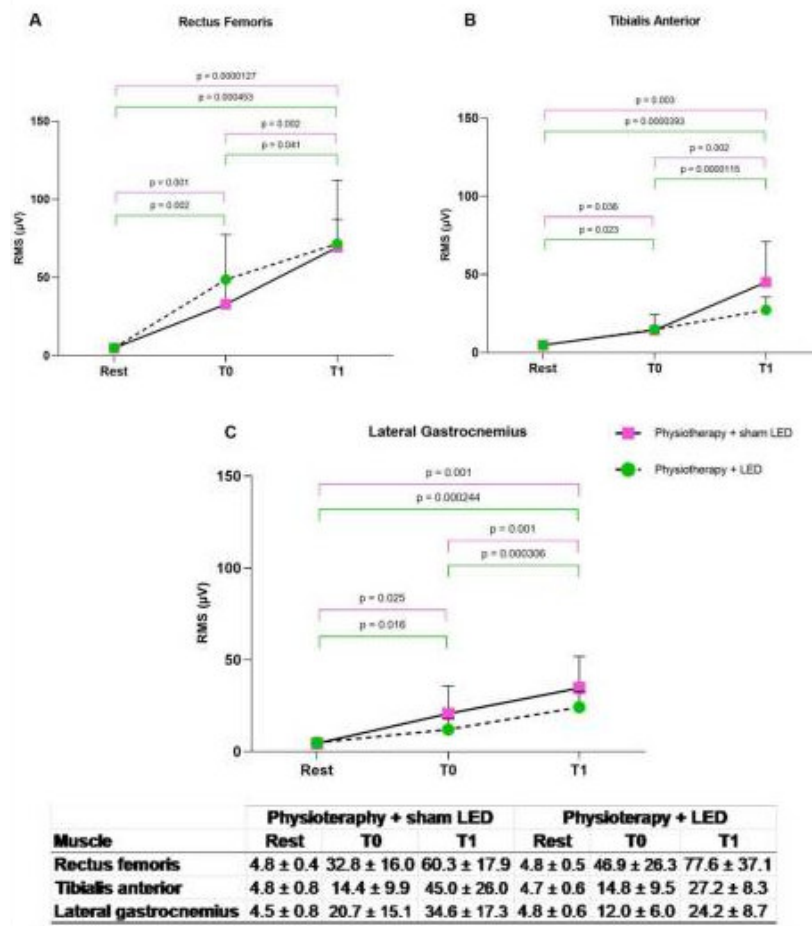 A
Rectus Femoris
p = 0.0000127
p = 0.000453
p = 0.002
p = 0.041
p = 0.001
p = 0.002
RMS (µV)
150
100
50
0
Rest T0 T1
B
Tibialis Anterior
p = 0.003
p = 0.0000393
p = 0.002
p = 0.0000115
p = 0.036
p = 0.023
RMS (µV)
150
100
50
0
Rest T0 T1
C
Lateral Gastrocnemius
Physiotherapy + sham LED
Physiotherapy + LED
p = 0.001
p = 0.000244
p = 0.001
p = 0.000306
p = 0.025
p = 0.016
RMS (µV)
150
100
50
0
Rest T0 T1
Physioteraphy + sham LED Physioterapy + LED
Muscle Rest T0 T1 Rest T0 T1
Rectus femoris 4.8 ± 0.4 32.8 ± 16.0 60.3 ± 17.9 4.8 ± 0.5 46.9 ± 26.3 77.6 ± 37.1
Tibialis anterior 4.8 ± 0.8 14.4 ± 9.9 45.0 ± 26.0 4.7 ± 0.6 14.8 ± 9.5 27.2 ± 8.3
Lateral gastrocnemius 4.5 ± 0.8 20.7 ± 15.1 34.6 ± 17.3 4.8 ± 0.6 12.0 ± 6.0 24.2 ± 8.7